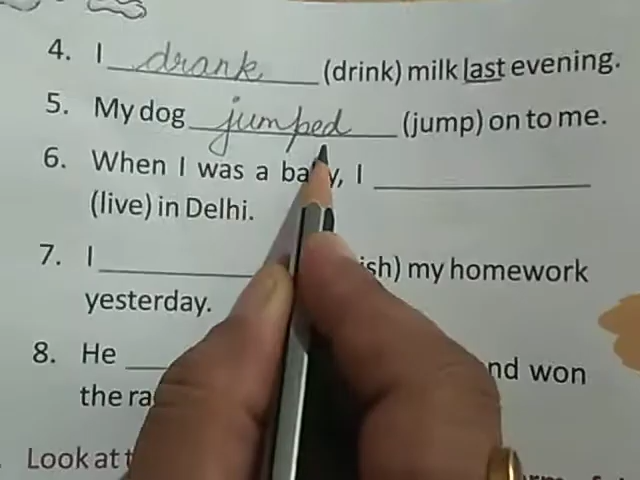 4. I drank (drink) milk last evening.
5. My dog jumped (jump) on to me.
6. When I was a baby, I
(live) in Delhi.
7. I ish) my homework
yesterday.
8. He nd won
the ra
Look at t